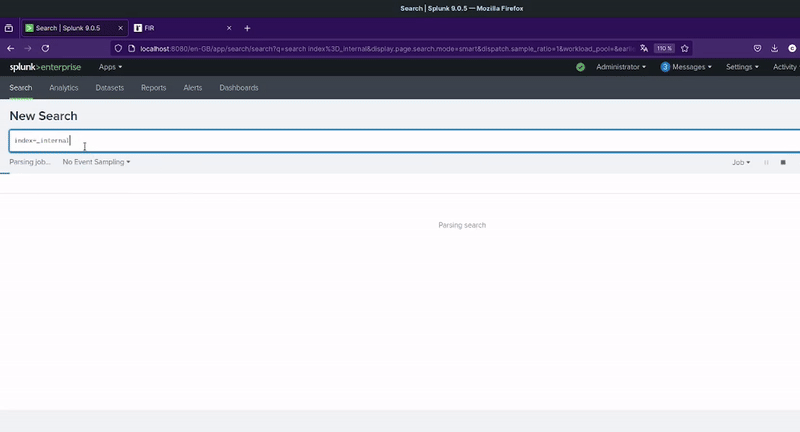 Search | Splunk 9.0.5 — Mozilla Firefox
Search | Splunk 9.0.5
FIR
localhost:8080/en-GB/app/search/search?q=search index%3D_internal&display.page.search.mode=smart&dispatch.sample_ratio=1&workload_pool=&earlie
110 %
splunk>enterprise Apps Administrator 3 Messages Settings Activity
Search Analytics Datasets Reports Alerts Dashboards
New Search
index=_internal
Parsing job... No Event Sampling Job
Parsing search